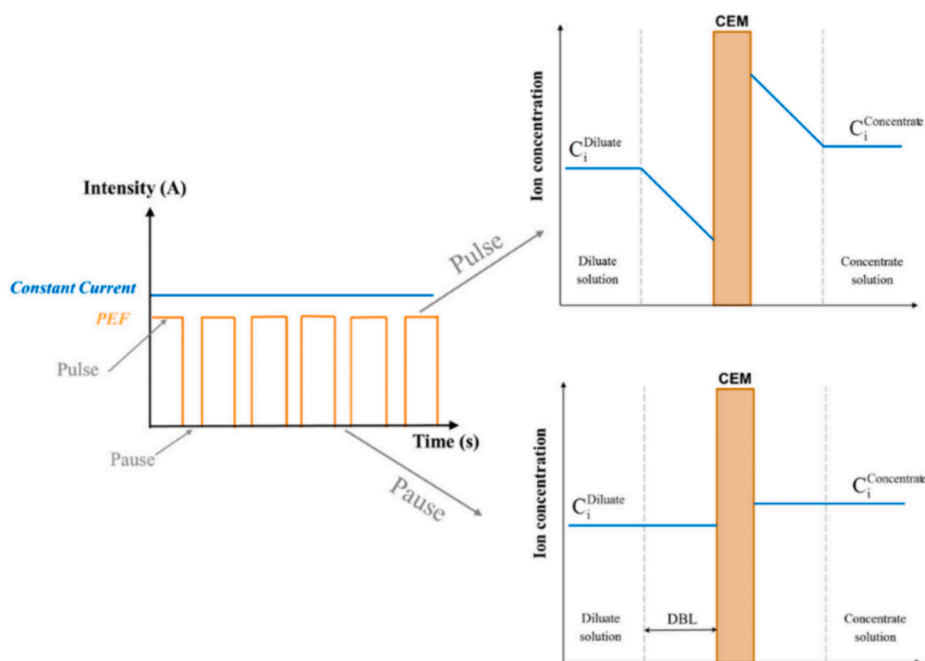 Intensity (A)
Constant Current
PEF
Pulse
Pause
Time (s)
Pulse
Pause
CEM
Ion concentration
C_i^Diluate
C_i^Concentrate
Diluate
solution
Concentrate
solution
CEM
Ion concentration
C_i^Diluate
C_i^Concentrate
DBL
Diluate
solution
Concentrate
solution